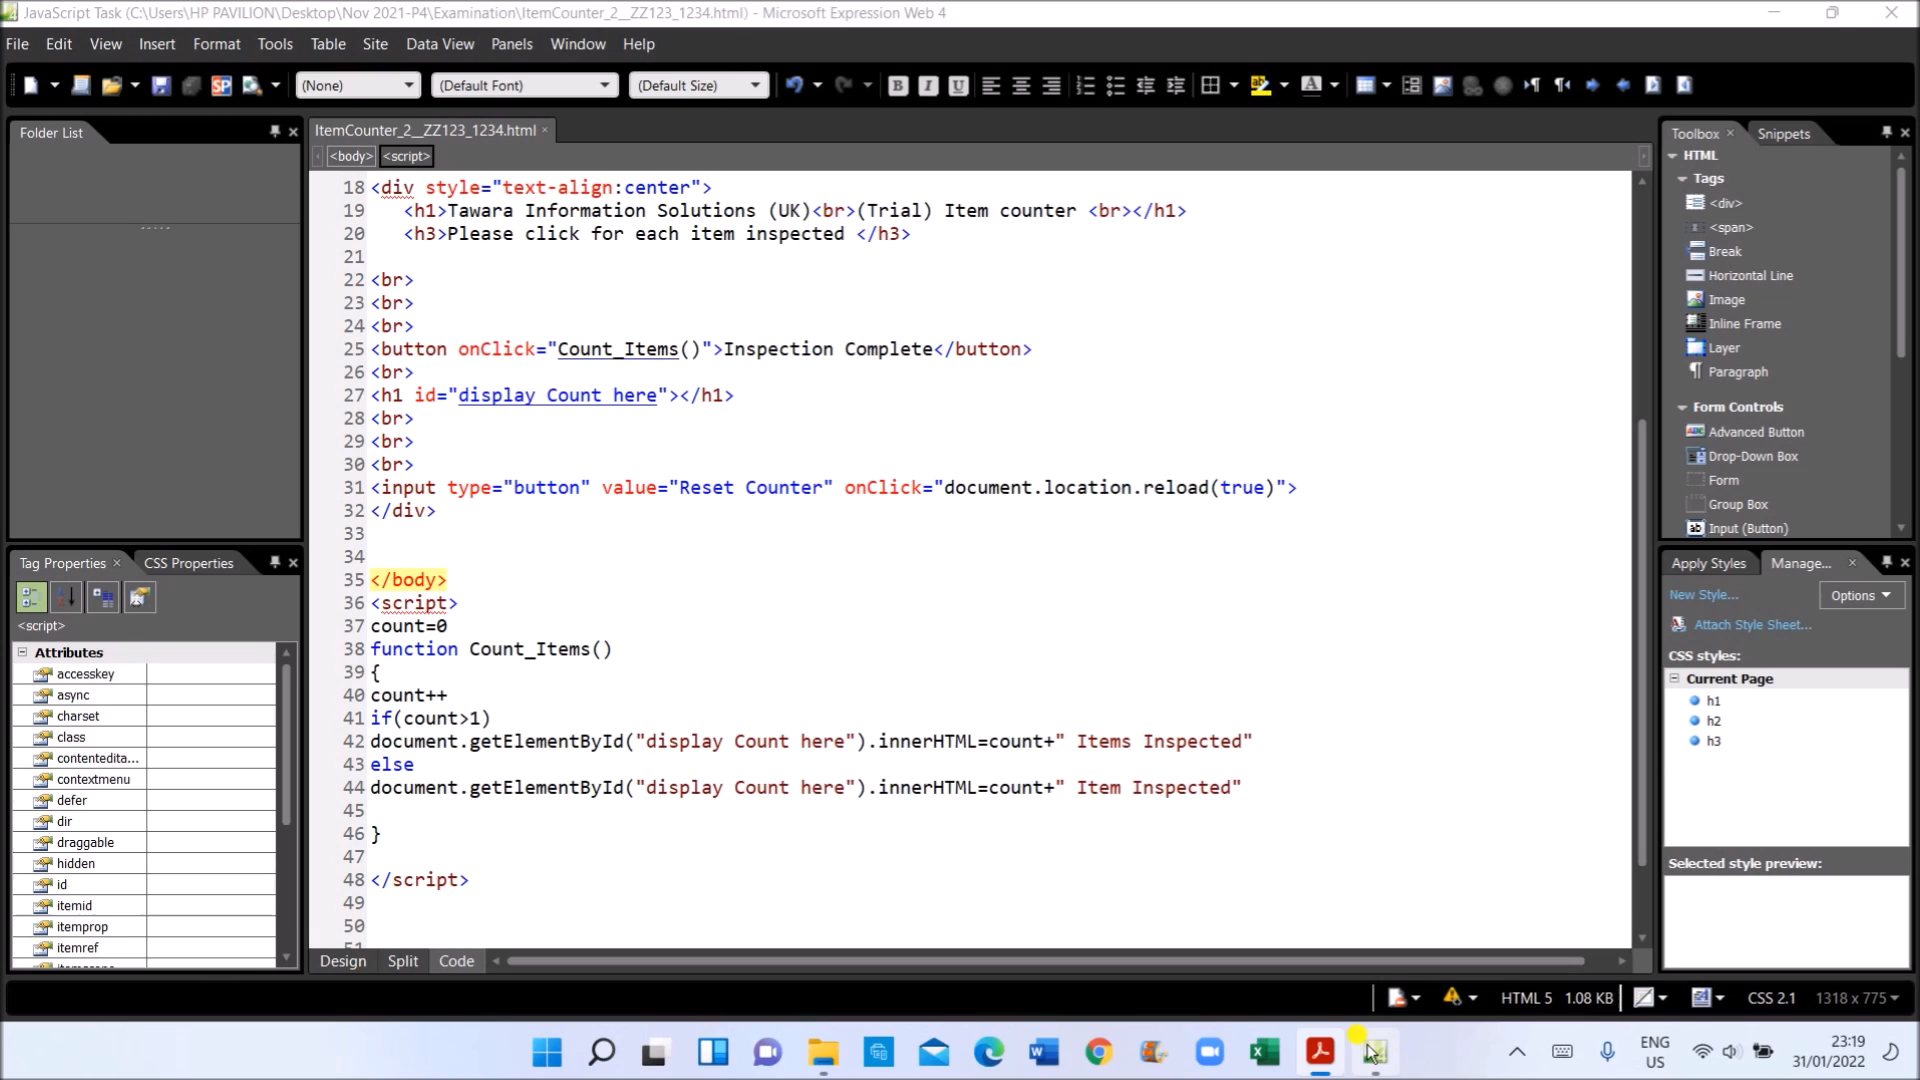 JavaScript Task (C:\Users\HP PAVILION\Desktop\Nov 2021-P4\Examination\ItemCounter_2__ZZ123_1234.html) - Microsoft Expression Web 4
File Edit View Insert Format Tools Table Site Data View Panels Window Help
(None) (Default Font) (Default Size)
Folder List
ItemCounter_2__ZZ123_1234.html
<body> <script>
18 <div style="text-align:center">
19 <h1>Tawara Information Solutions (UK)<br>(Trial) Item counter <br></h1>
20 <h3>Please click for each item inspected </h3>
21
22 <br>
23 <br>
24 <br>
25 <button onClick="Count_Items()">Inspection Complete</button>
26 <br>
27 <h1 id="display Count here"></h1>
28 <br>
29 <br>
30 <br>
31 <input type="button" value="Reset Counter" onClick="document.location.reload(true)">
32 </div>
33
34
35 </body>
36 <script>
37 count=0
38 function Count_Items()
39 {
40 count++
41 if(count>1)
42 document.getElementById("display Count here").innerHTML=count+" Items Inspected"
43 else
44 document.getElementById("display Count here").innerHTML=count+" Item Inspected"
45
46 }
47
48 </script>
49
50
51
Design Split Code
Tag Properties CSS Properties
<script>
Attributes
accesskey
async
charset
class
contentedita...
contextmenu
defer
dir
draggable
hidden
id
itemid
itemprop
itemref
Toolbox Snippets
HTML
Tags
<div>
<span>
Break
Horizontal Line
Image
Inline Frame
Layer
Paragraph
Form Controls
Advanced Button
Drop-Down Box
Form
Group Box
Input (Button)
Apply Styles Manage...
New Style... Options
Attach Style Sheet...
CSS styles:
Current Page
h1
h2
h3
Selected style preview:
HTML 5 1.08 KB CSS 2.1 1318 x 775
ENG
US
23:19
31/01/2022